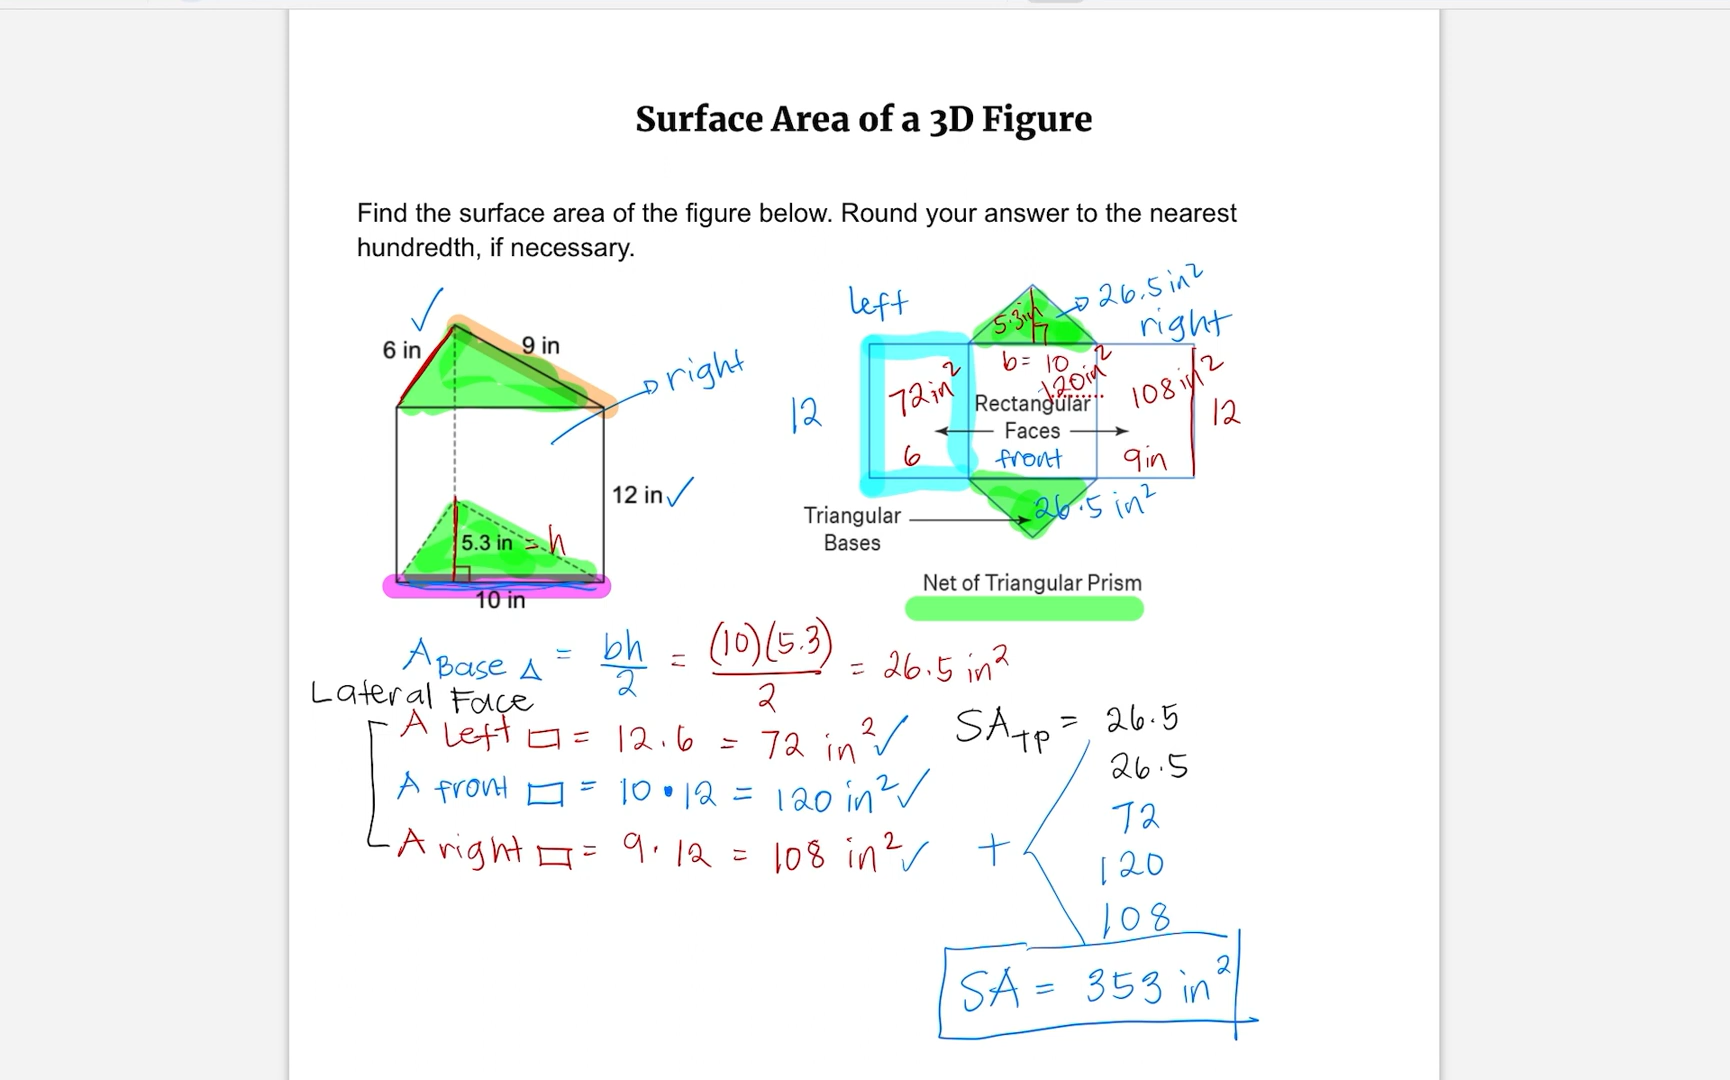 Surface Area of a 3D Figure
Find the surface area of the figure below. Round your answer to the nearest
hundredth, if necessary.
6 in
9 in
right
12 in
5.3 in = h
10 in
left
26.5 in²
right
5.3in
b = 10
120in²
72in²
108 in²
12
12
Rectangular
Faces
6
front
9in
26.5 in²
Triangular
Bases
Net of Triangular Prism
A Base △ = bh/2 = (10)(5.3)/2 = 26.5 in²
Lateral Face
A Left ▭ = 12.6 = 72 in² ✓
A front ▭ = 10 • 12 = 120 in² ✓
A right ▭ = 9 . 12 = 108 in² ✓
SA TP = 26.5
26.5
72
+ 120
108
SA = 353 in²